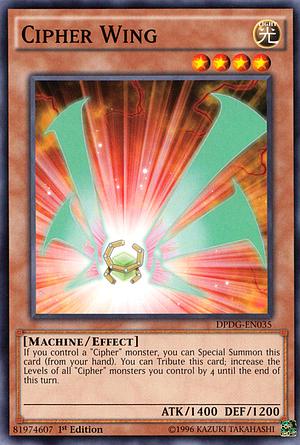 CIPHER WING
LIGHT
光
DPDG-EN035
[MACHINE/EFFECT]
If you control a "Cipher" monster, you can Special Summon this
card (from your hand). You can Tribute this card; increase the
Levels of all "Cipher" monsters you control by 4 until the end of
this turn.
ATK/1400 DEF/1200
81974607 1st Edition ©1996 KAZUKI TAKAHASHI